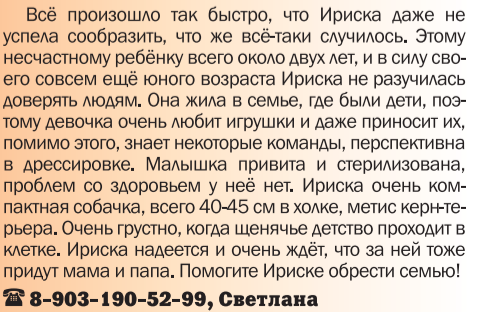 Всё произошло так быстро, что Ириска даже не
успела сообразить, что же всё-таки случилось. Этому
несчастному ребёнку всего около двух лет, и в силу сво-
его совсем ещё юного возраста Ириска не разучилась
доверять людям. Она жила в семье, где были дети, поэ-
тому девочка очень любит игрушки и даже приносит их,
помимо этого, знает некоторые команды, перспективна
в дрессировке. Малышка привита и стерилизована,
проблем со здоровьем у неё нет. Ириска очень ком-
пактная собачка, всего 40-45 см в холке, метис керн-те-
рьера. Очень грустно, когда щенячье детство проходит в
клетке. Ириска надеется и очень ждёт, что за ней тоже
придут мама и папа. Помогите Ириске обрести семью!
☎ 8-903-190-52-99, Светлана